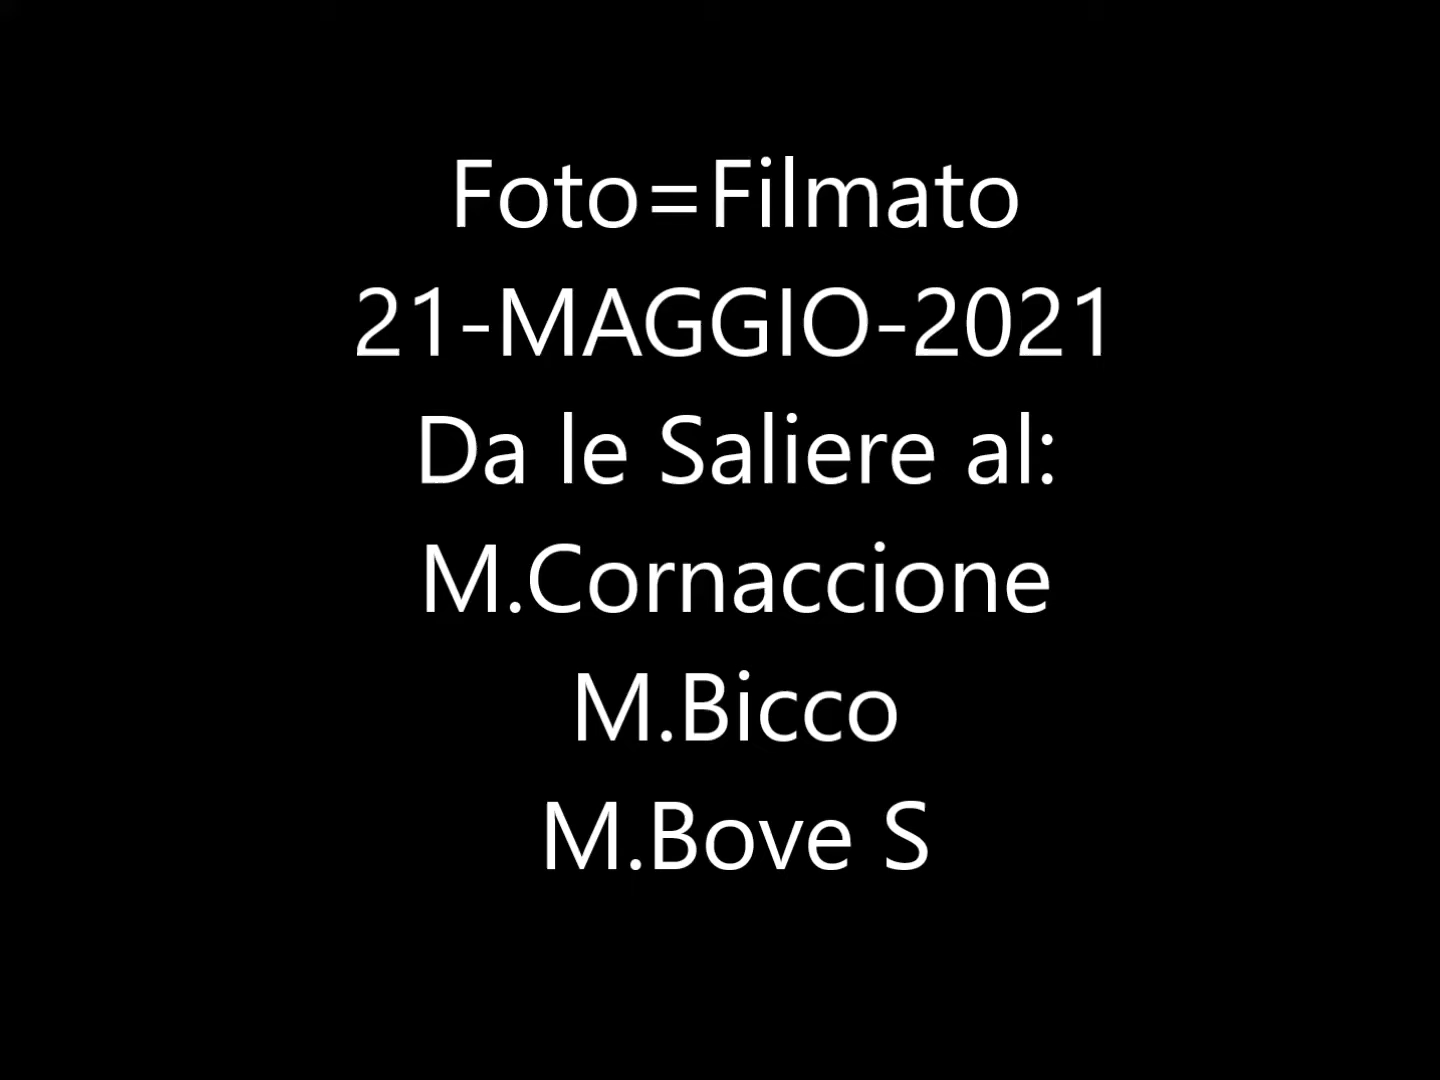 Foto=Filmato
21-MAGGIO-2021
Da le Saliere al:
M.Cornaccione
M.Bicco
M.Bove S